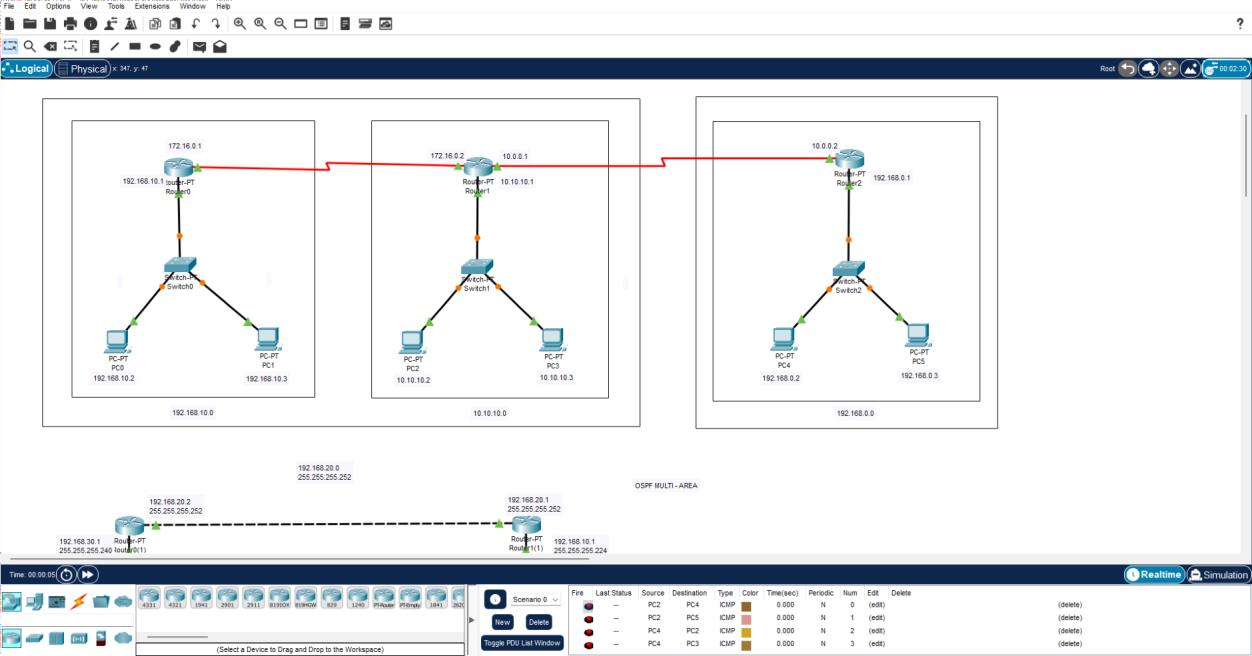 File Edit Options View Tools Extensions Window Help
?
Logical Physical x: 347, y: 47 Root 00:02:30
172.16.0.1
172.16.0.2 10.0.0.1
10.0.0.2
192.168.10.1 Router-PT
Router0
Router-PT 10.10.10.1
Router1
Router-PT 192.168.0.1
Router2
Switch-PT
Switch0
Switch-PT
Switch1
Switch-PT
Switch2
PC-PT
PC0
192.168.10.2
PC-PT
PC1
192.168.10.3
PC-PT
PC2
10.10.10.2
PC-PT
PC3
10.10.10.3
PC-PT
PC4
192.168.0.2
PC-PT
PC5
192.168.0.3
192.168.10.0
10.10.10.0
192.168.0.0
192.168.20.0
255.255.255.252
OSPF MULTI - AREA
192.168.20.2
255.255.255.252
192.168.20.1
255.255.255.252
192.168.30.1 Router-PT
255.255.255.240 Router0(1)
Router-PT 192.168.10.1
Router1(1) 255.255.255.224
Time: 00:00:05 Realtime Simulation
4331 4321 1941 2901 2911 819IOX 819HGW 829 1240 PT-Router PT-Empty 1841
(Select a Device to Drag and Drop to the Workspace)
Scenario 0
New Delete
Toggle PDU List Window
Fire Last Status Source Destination Type Color Time(sec) Periodic Num Edit Delete
-- PC2 PC4 ICMP 0.000 N 0 (edit) (delete)
-- PC2 PC5 ICMP 0.000 N 1 (edit) (delete)
-- PC4 PC2 ICMP 0.000 N 2 (edit) (delete)
-- PC4 PC3 ICMP 0.000 N 3 (edit) (delete)